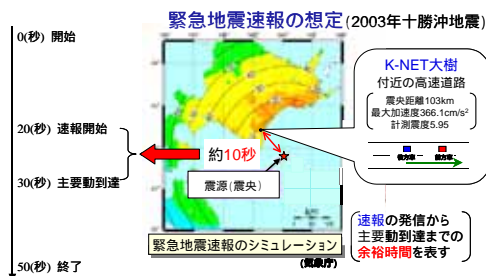 緊急地震速報の想定(2003年十勝沖地震)
0(秒) 開始
20(秒) 速報開始
30(秒) 主要動到達
50(秒) 終了
約10秒
震源(震央)
緊急地震速報のシミュレーション
(気象庁)
K-NET大樹
付近の高速道路
震央距離103km
最大加速度366.1cm/s²
計測震度5.95
後方車
前方車
速報の発信から
主要動到達までの
余裕時間を表す